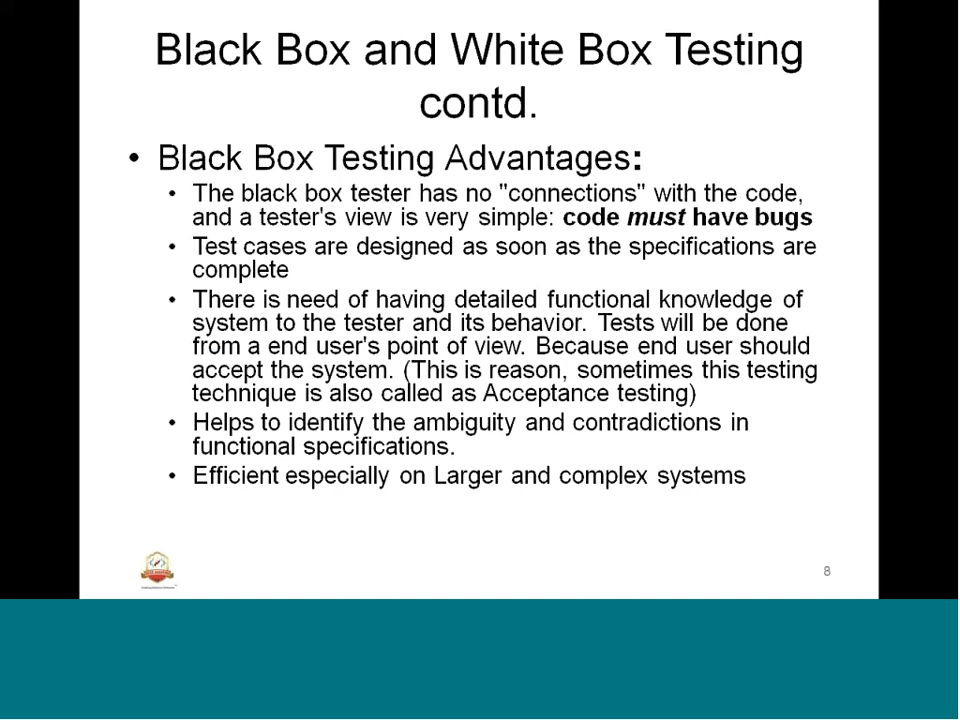 Black Box and White Box Testing
contd.
• Black Box Testing Advantages:
• The black box tester has no "connections" with the code,
and a tester's view is very simple: code must have bugs
• Test cases are designed as soon as the specifications are
complete
• There is need of having detailed functional knowledge of
system to the tester and its behavior. Tests will be done
from a end user's point of view. Because end user should
accept the system. (This is reason, sometimes this testing
technique is also called as Acceptance testing)
• Helps to identify the ambiguity and contradictions in
functional specifications.
• Efficient especially on Larger and complex systems
8